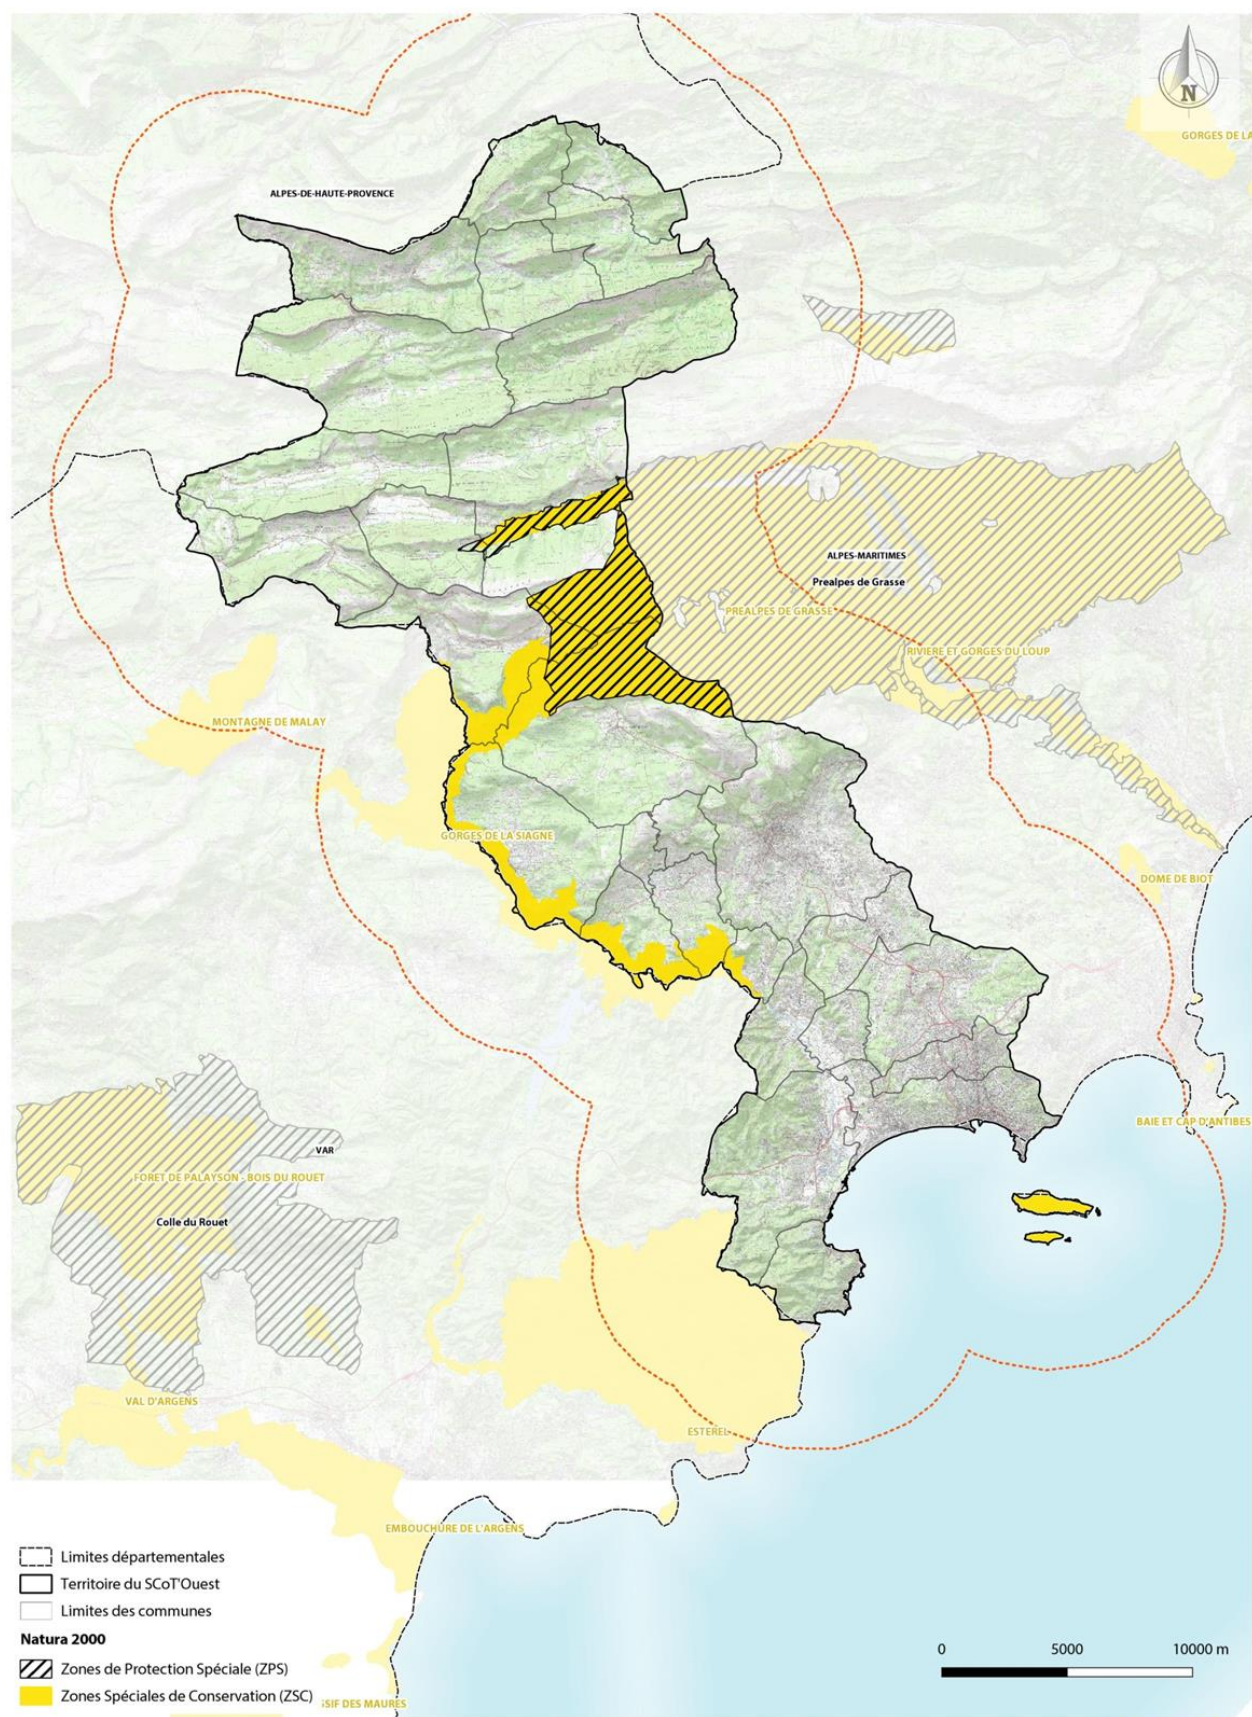 N
GORGES DE LA
ALPES-DE-HAUTE-PROVENCE
ALPES-MARITIMES
Prealpes de Grasse
PREALPES DE GRASSE
RIVIERE ET GORGES DU LOUP
MONTAGNE DE MALAY
GORGES DE LA SIAGNE
DOME DE BIOT
BAIE ET CAP D'ANTIBES
VAR
FORET DE PALAYSON - BOIS DU ROUET
Colle du Rouet
VAL D'ARGENS
ESTEREL
EMBOUCHURE DE L'ARGENS
Limites départementales
Territoire du SCoT'Ouest
Limites des communes
Natura 2000
Zones de Protection Spéciale (ZPS)
Zones Spéciales de Conservation (ZSC)
SIF DES MAURES
0 5000 10000 m